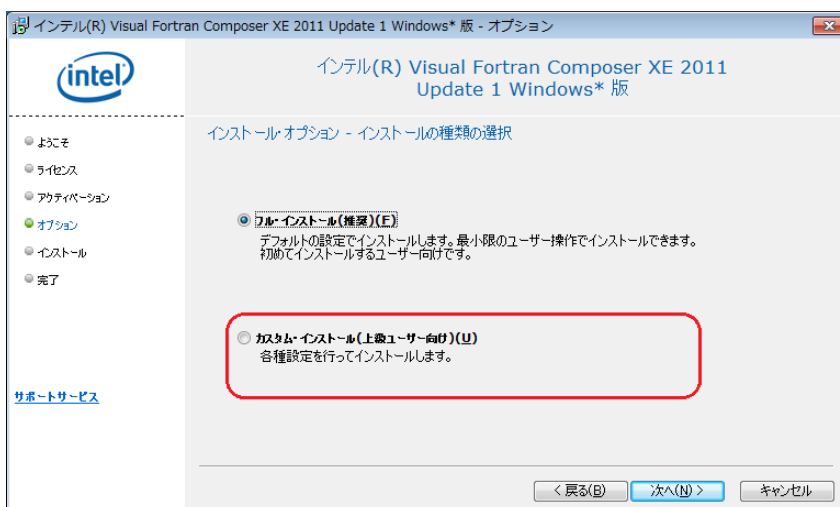 インテル(R) Visual Fortran Composer XE 2011 Update 1 Windows* 版 - オプション
intel
インテル(R) Visual Fortran Composer XE 2011
Update 1 Windows* 版
ようこそ
ライセンス
アクティベーション
オプション
インストール
完了
サポートサービス
インストール・オプション - インストールの種類の選択
フル・インストール(推奨)(F)
デフォルトの設定でインストールします。最小限のユーザー操作でインストールできます。
初めてインストールするユーザー向けです。
カスタム・インストール(上級ユーザー向け)(U)
各種設定を行ってインストールします。
< 戻る(B)
次へ(N) >
キャンセル